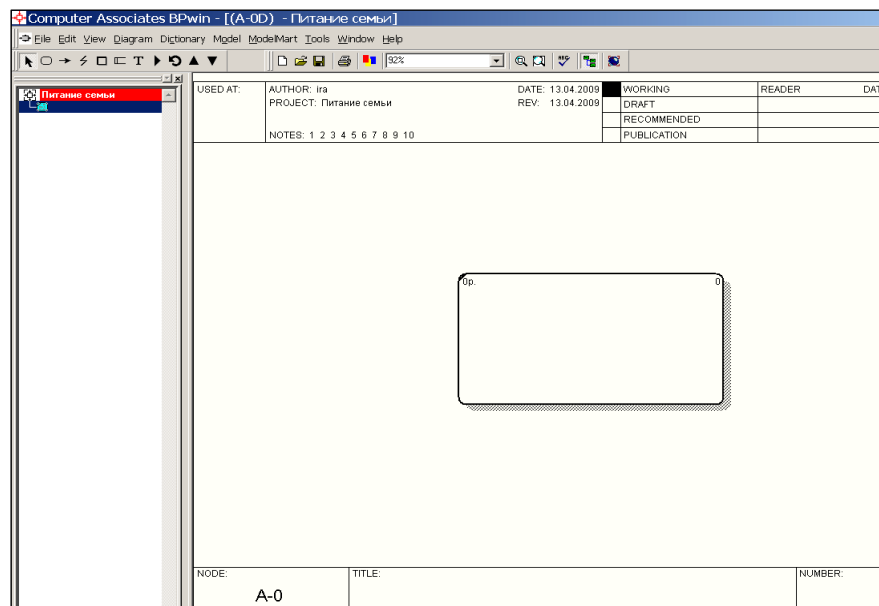 Computer Associates BPwin - [(A-0D) - Питание семьи]
File Edit View Diagram Dictionary Model ModelMart Tools Window Help
T 92%
Питание семьи
USED AT: AUTHOR: ira DATE: 13.04.2009 WORKING READER DAT
PROJECT: Питание семьи REV: 13.04.2009 DRAFT
RECOMMENDED
NOTES: 1 2 3 4 5 6 7 8 9 10 PUBLICATION
0р. 0
NODE: TITLE: NUMBER:
A-0